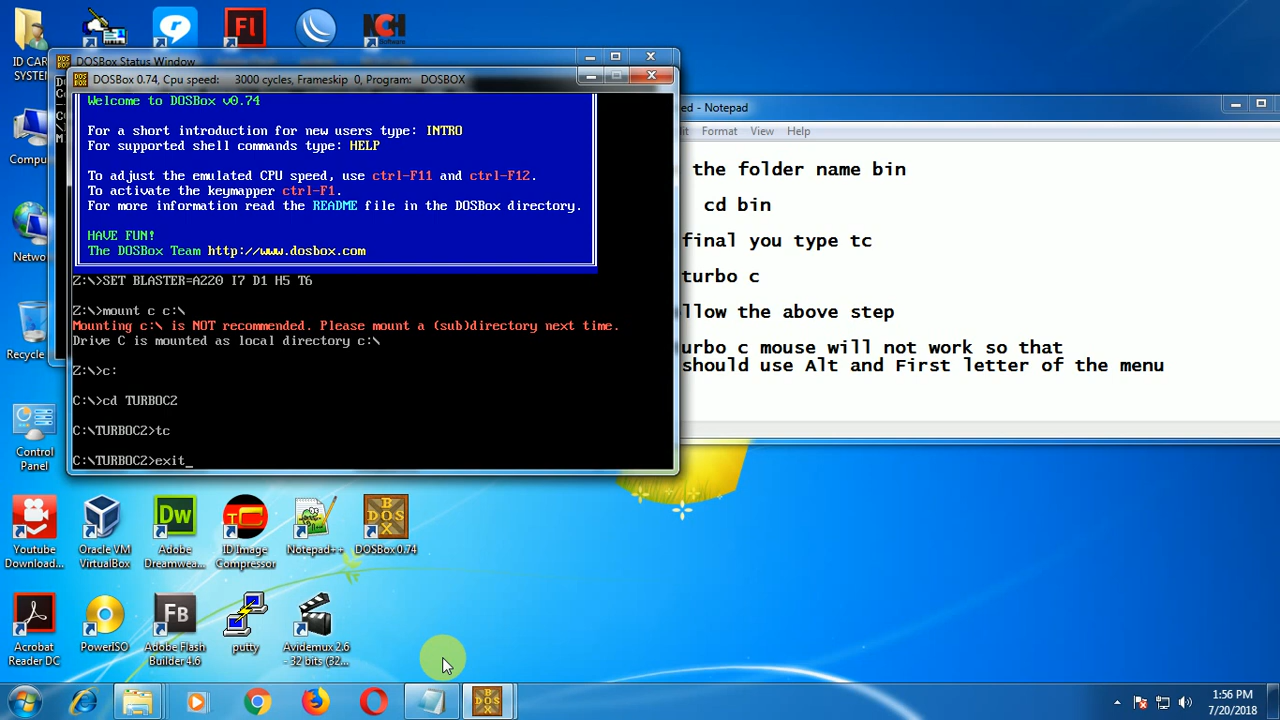 ID CAR
SYSTE
Compu
Netwo
Recycle
Control
Panel
DOSBox Status Window
DOSBox 0.74, Cpu speed: 3000 cycles, Frameskip 0, Program: DOSBOX
Welcome to DOSBox v0.74
For a short introduction for new users type: INTRO
For supported shell commands type: HELP
To adjust the emulated CPU speed, use ctrl-F11 and ctrl-F12.
To activate the keymapper ctrl-F1.
For more information read the README file in the DOSBox directory.
HAVE FUN!
The DOSBox Team http://www.dosbox.com
Z:\>SET BLASTER=A220 I7 D1 H5 T6
Z:\>mount c c:\
Mounting c:\ is NOT recommended. Please mount a (sub)directory next time.
Drive C is mounted as local directory c:\
Z:\>c:
C:\>cd TURBOC2
C:\TURBOC2>tc
C:\TURBOC2>exit_
ed - Notepad
dit Format View Help
the folder name bin
cd bin
final you type tc
turbo c
llow the above step
urbo c mouse will not work so that
should use Alt and First letter of the menu
Youtube
Download...
Oracle VM
VirtualBox
Adobe
Dreamwea...
ID Image
Compressor
Notepad++
DOSBox 0.74
Acrobat
Reader DC
PowerISO
Adobe Flash
Builder 4.6
putty
Avidemux 2.6
- 32 bits (32...
1:56 PM
7/20/2018